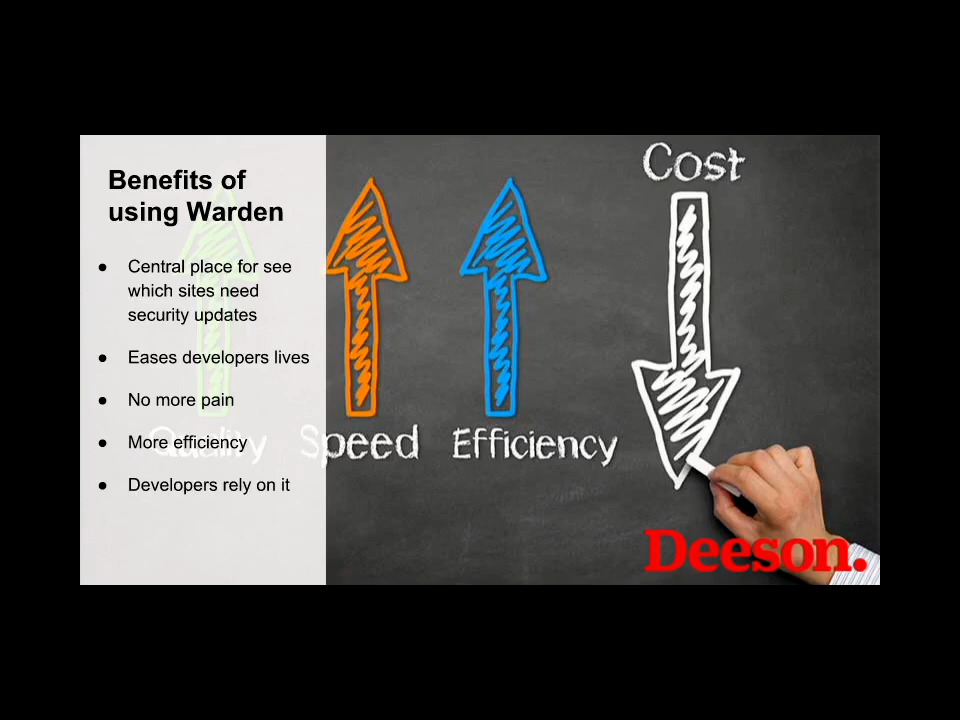 Benefits of
using Warden
● Central place for see
which sites need
security updates
● Eases developers lives
● No more pain
● More efficiency
● Developers rely on it
Cost
Quality Speed Efficiency
Deeson.